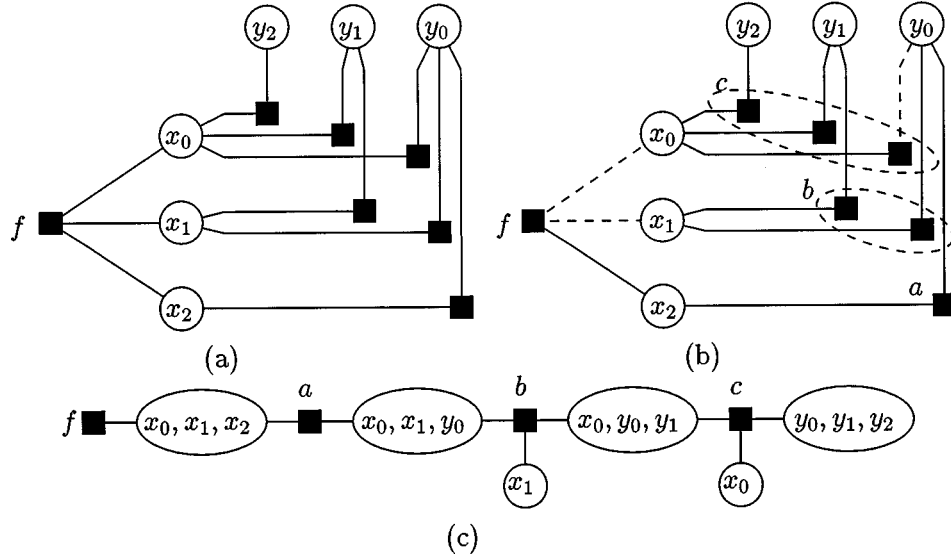 y₂ y₁ y₀
x₀
f x₁
x₂
(a)
y₂ y₁ y₀
c
x₀
b
f x₁
a
x₂
(b)
a b c
f x₀, x₁, x₂ x₀, x₁, y₀ x₀, y₀, y₁ y₀, y₁, y₂
x₁ x₀
(c)